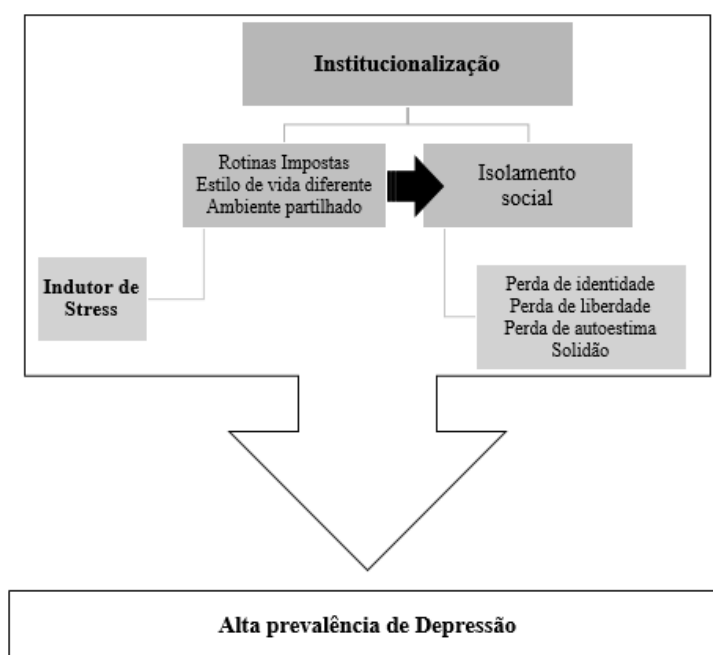 Institucionalização
Rotinas Impostas
Estilo de vida diferente
Ambiente partilhado
Isolamento
social
Indutor de
Stress
Perda de identidade
Perda de liberdade
Perda de autoestima
Solidão
Alta prevalência de Depressão